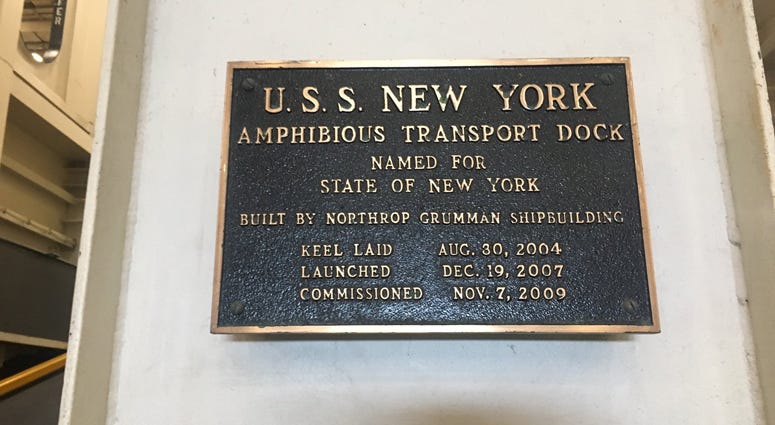 U.S.S. NEW YORK
AMPHIBIOUS TRANSPORT DOCK
NAMED FOR
STATE OF NEW YORK
BUILT BY NORTHROP GRUMMAN SHIPBUILDING
KEEL LAID AUG. 30, 2004
LAUNCHED DEC. 19, 2007
COMMISSIONED NOV. 7, 2009